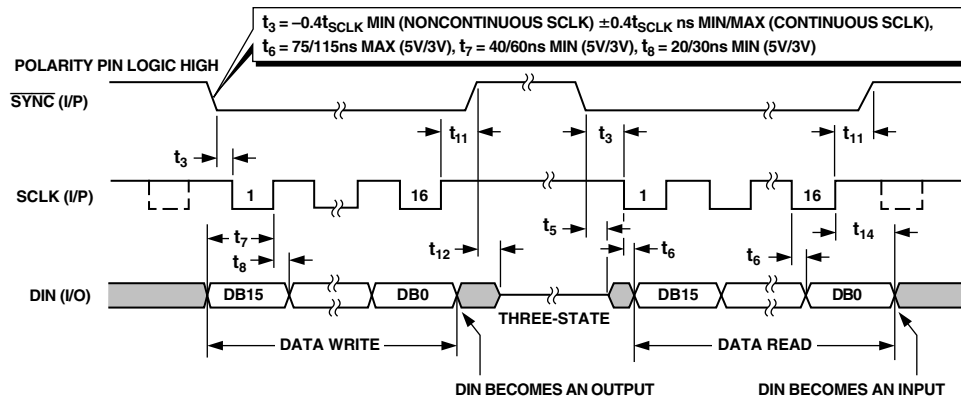 t3 = –0.4tSCLK MIN (NONCONTINUOUS SCLK) ±0.4tSCLK ns MIN/MAX (CONTINUOUS SCLK),
t6 = 75/115ns MAX (5V/3V), t7 = 40/60ns MIN (5V/3V), t8 = 20/30ns MIN (5V/3V)
POLARITY PIN LOGIC HIGH
SYNC (I/P)
t3
t11
t3
t11
SCLK (I/P)
1
16
1
16
t7
t8
t12
t5
t6
t6
t14
DIN (I/O)
DB15
DB0
THREE-STATE
DB15
DB0
DATA WRITE
DATA READ
DIN BECOMES AN OUTPUT
DIN BECOMES AN INPUT